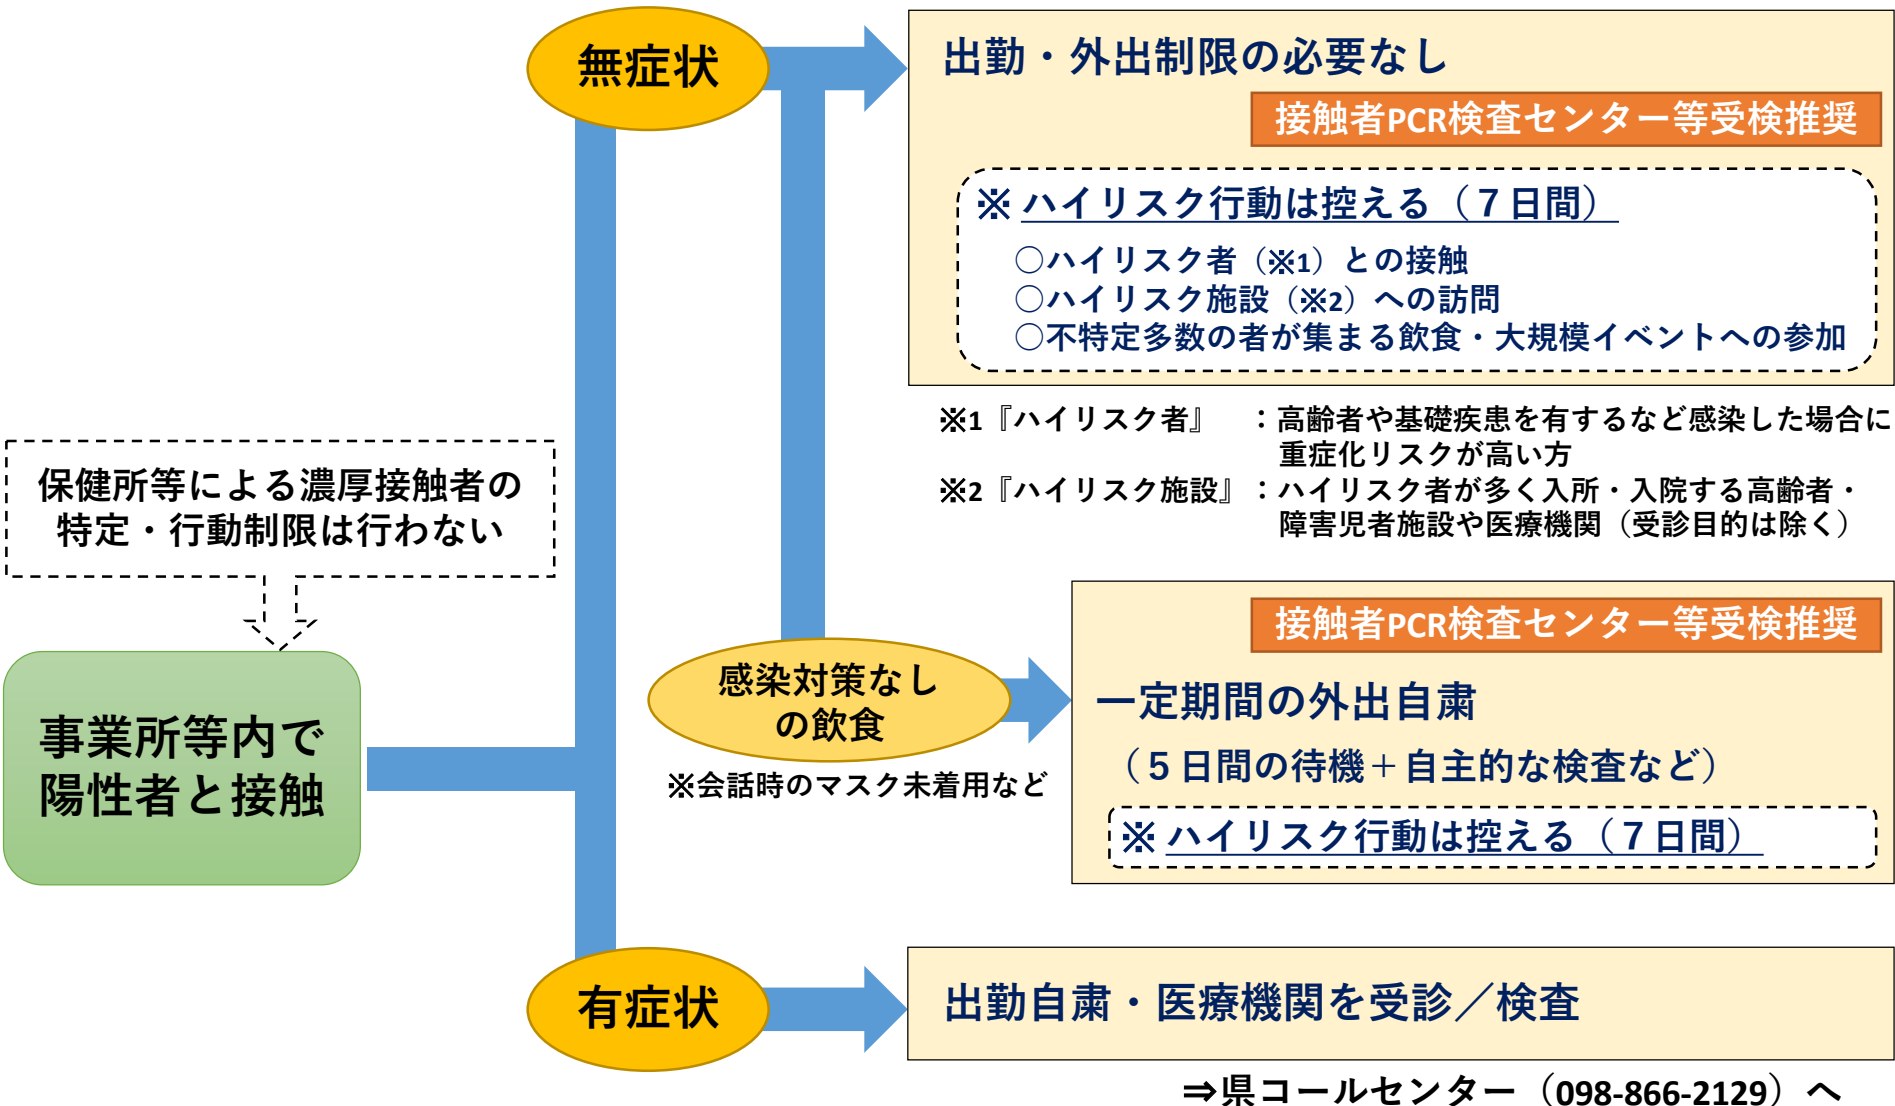 無症状
出勤・外出制限の必要なし
接触者PCR検査センター等受検推奨
※ ハイリスク行動は控える（７日間）
○ハイリスク者（※1）との接触
○ハイリスク施設（※2）への訪問
○不特定多数の者が集まる飲食・大規模イベントへの参加
※1『ハイリスク者』　：高齢者や基礎疾患を有するなど感染した場合に
重症化リスクが高い方
※2『ハイリスク施設』：ハイリスク者が多く入所・入院する高齢者・
障害児者施設や医療機関（受診目的は除く）
保健所等による濃厚接触者の
特定・行動制限は行わない
事業所等内で
陽性者と接触
感染対策なし
の飲食
※会話時のマスク未着用など
接触者PCR検査センター等受検推奨
一定期間の外出自粛
（５日間の待機＋自主的な検査など）
※ ハイリスク行動は控える（７日間）
有症状
出勤自粛・医療機関を受診／検査
⇒県コールセンター（098-866-2129）へ